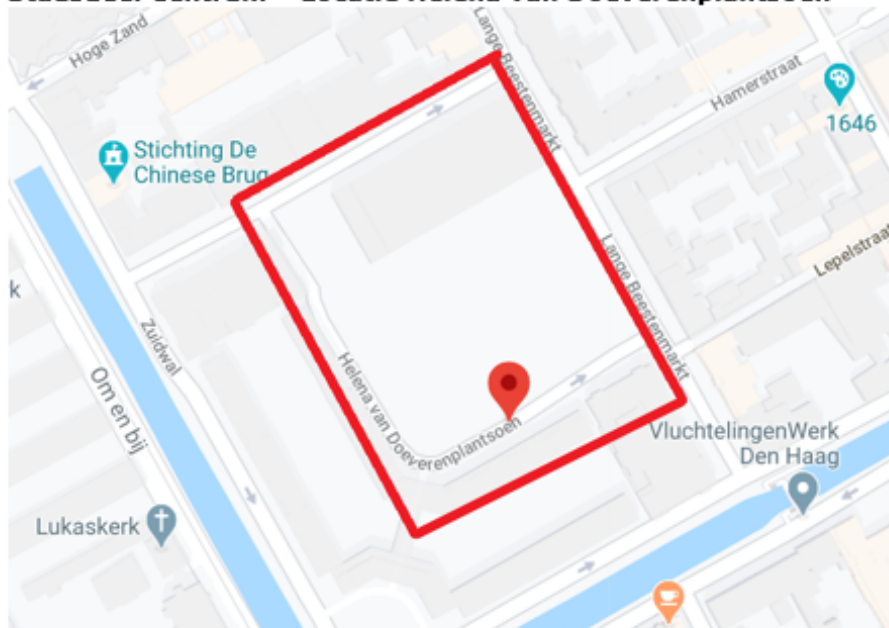 Hoge Zand
Lange Beestenmarkt
Hamerstraat
1646
Stichting De
Chinese Brug
Lange Beestenmarkt
Lepelstraat
k
Zuidwal
Helena van Doeverenplantsoen
Om en bij
VluchtelingenWerk
Den Haag
Lukaskerk